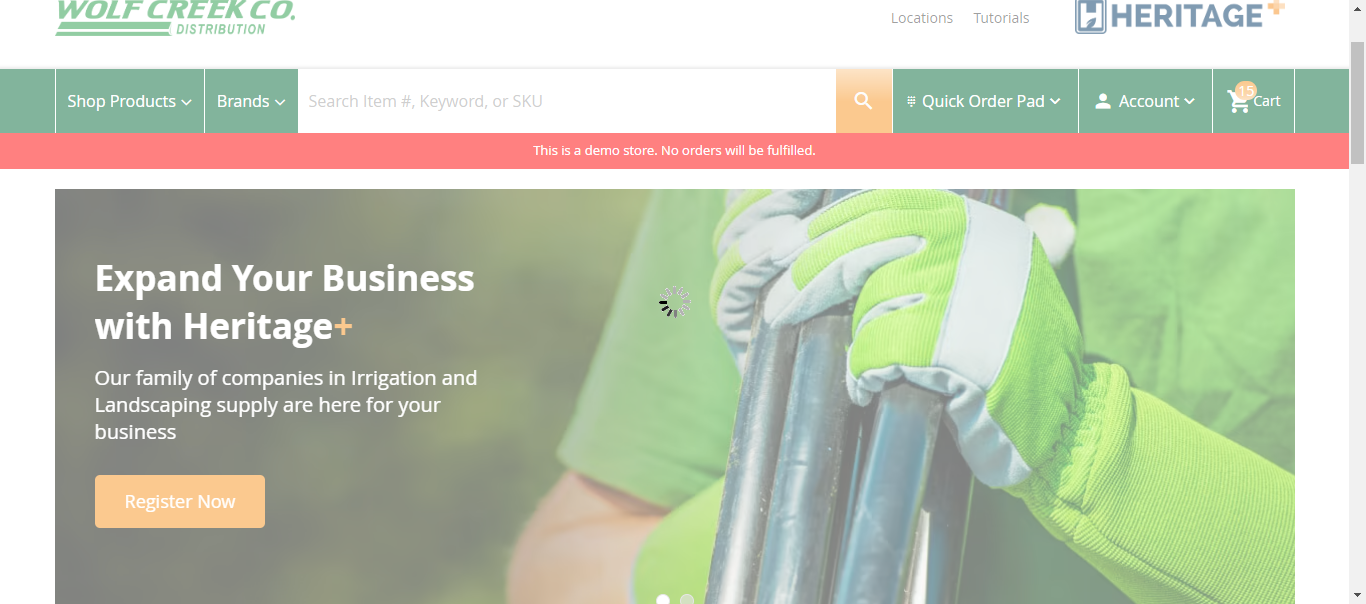 WOLF CREEK CO.
DISTRIBUTION
Locations Tutorials
HERITAGE+
Shop Products
Brands
Search Item #, Keyword, or SKU
Quick Order Pad
Account
15
Cart
This is a demo store. No orders will be fulfilled.
Expand Your Business
with Heritage+
Our family of companies in Irrigation and
Landscaping supply are here for your
business
Register Now